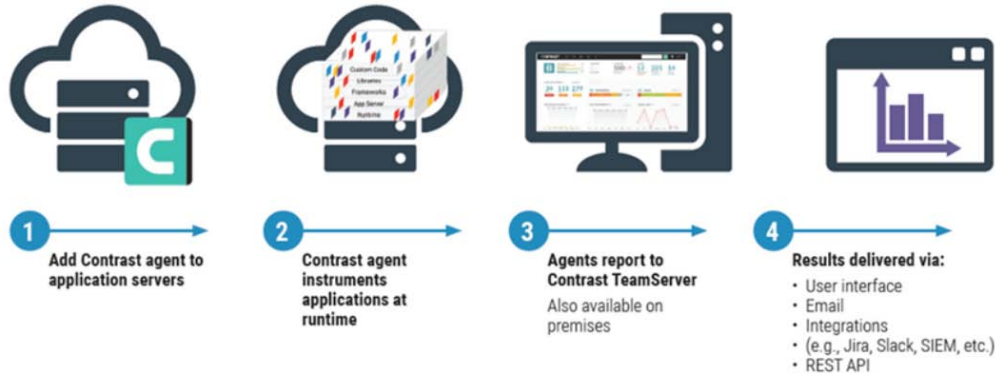 Custom Code
Libraries
Frameworks
App Server
Runtime
1
Add Contrast agent to
application servers
2
Contrast agent
instruments
applications at
runtime
3
Agents report to
Contrast TeamServer
Also available on
premises
4
Results delivered via:
• User interface
• Email
• Integrations
• (e.g., Jira, Slack, SIEM, etc.)
• REST API